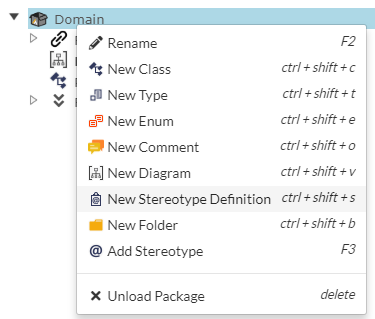 Domain
Rename F2
New Class ctrl + shift + c
New Type ctrl + shift + t
New Enum ctrl + shift + e
New Comment ctrl + shift + o
New Diagram ctrl + shift + v
New Stereotype Definition ctrl + shift + s
New Folder ctrl + shift + b
Add Stereotype F3
Unload Package delete